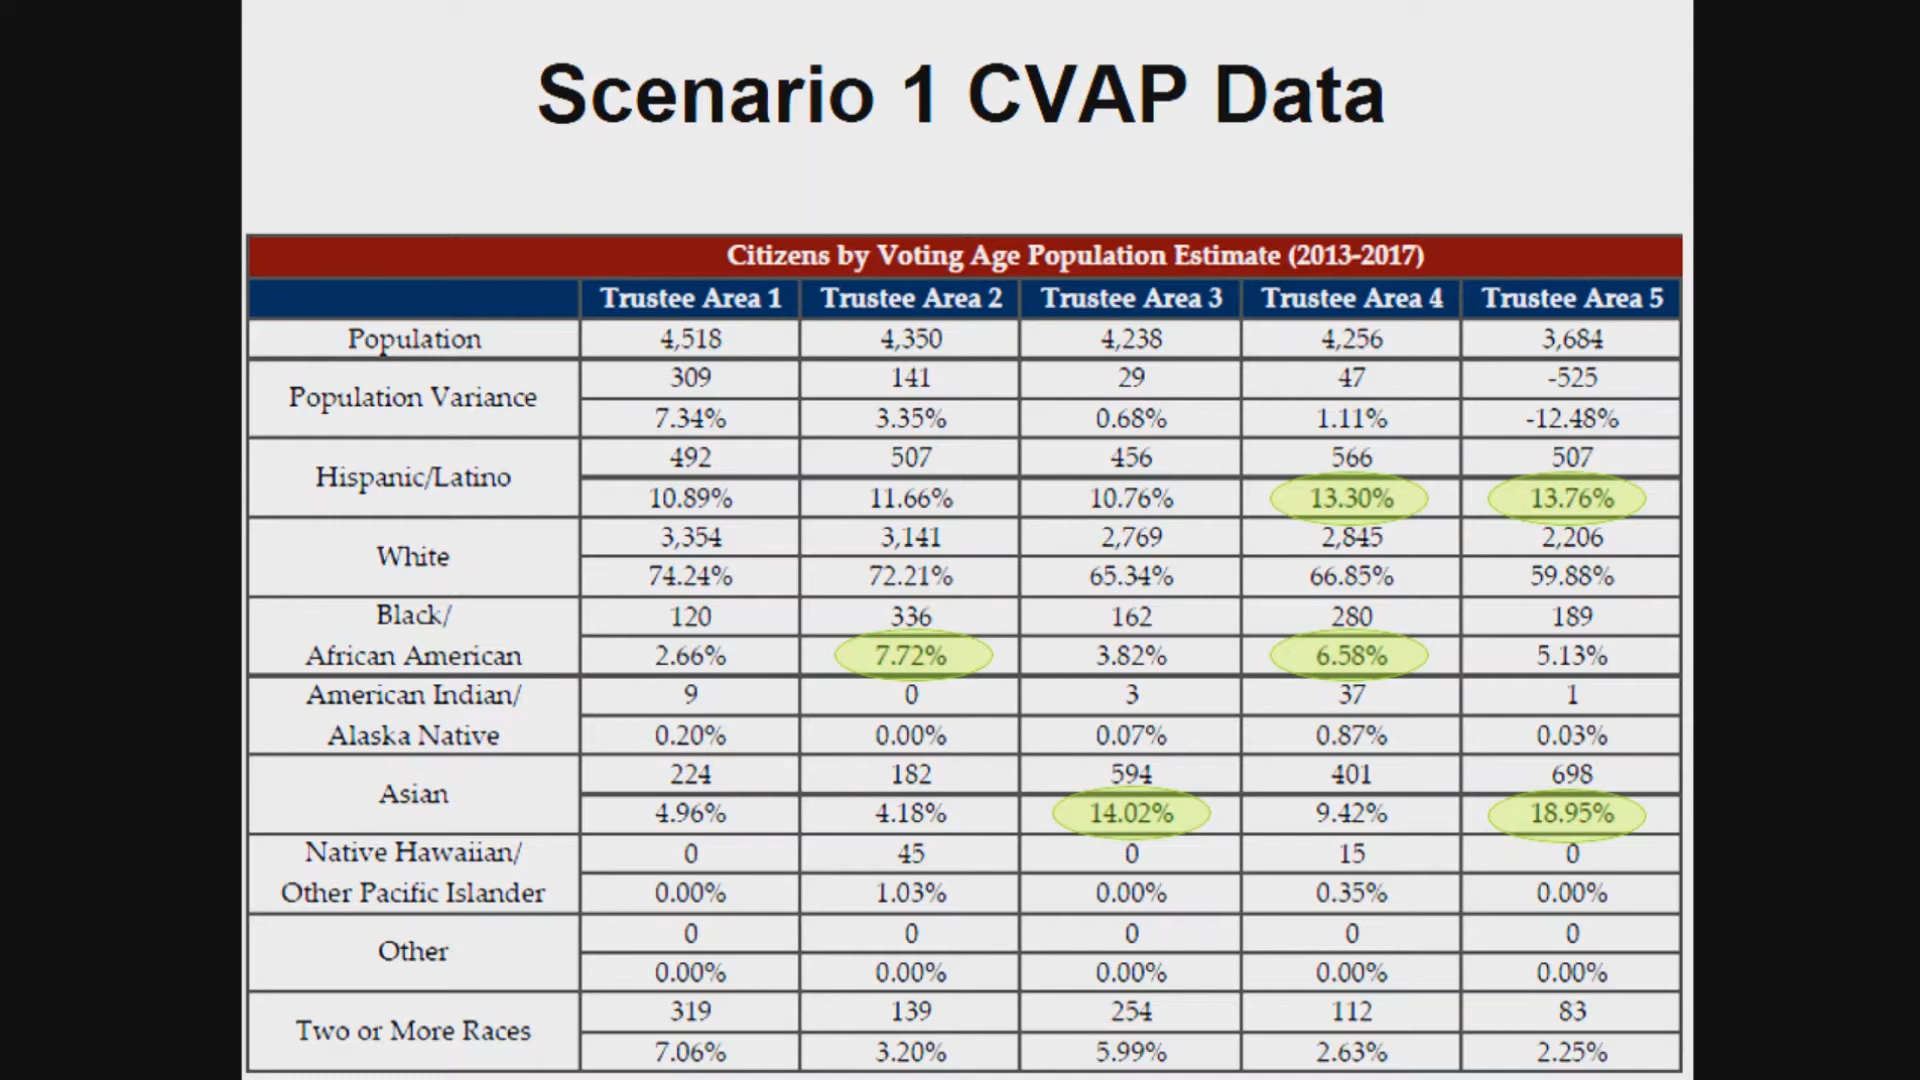 Scenario 1 CVAP Data
Citizens by Voting Age Population Estimate (2013-2017)
Trustee Area 1 Trustee Area 2 Trustee Area 3 Trustee Area 4 Trustee Area 5
Population 4,518 4,350 4,238 4,256 3,684
Population Variance 309 141 29 47 -525
7.34% 3.35% 0.68% 1.11% -12.48%
Hispanic/Latino 492 507 456 566 507
10.89% 11.66% 10.76% 13.30% 13.76%
White 3,354 3,141 2,769 2,845 2,206
74.24% 72.21% 65.34% 66.85% 59.88%
Black/ 120 336 162 280 189
African American 2.66% 7.72% 3.82% 6.58% 5.13%
American Indian/ 9 0 3 37 1
Alaska Native 0.20% 0.00% 0.07% 0.87% 0.03%
Asian 224 182 594 401 698
4.96% 4.18% 14.02% 9.42% 18.95%
Native Hawaiian/ 0 45 0 15 0
Other Pacific Islander 0.00% 1.03% 0.00% 0.35% 0.00%
Other 0 0 0 0 0
0.00% 0.00% 0.00% 0.00% 0.00%
Two or More Races 319 139 254 112 83
7.06% 3.20% 5.99% 2.63% 2.25%